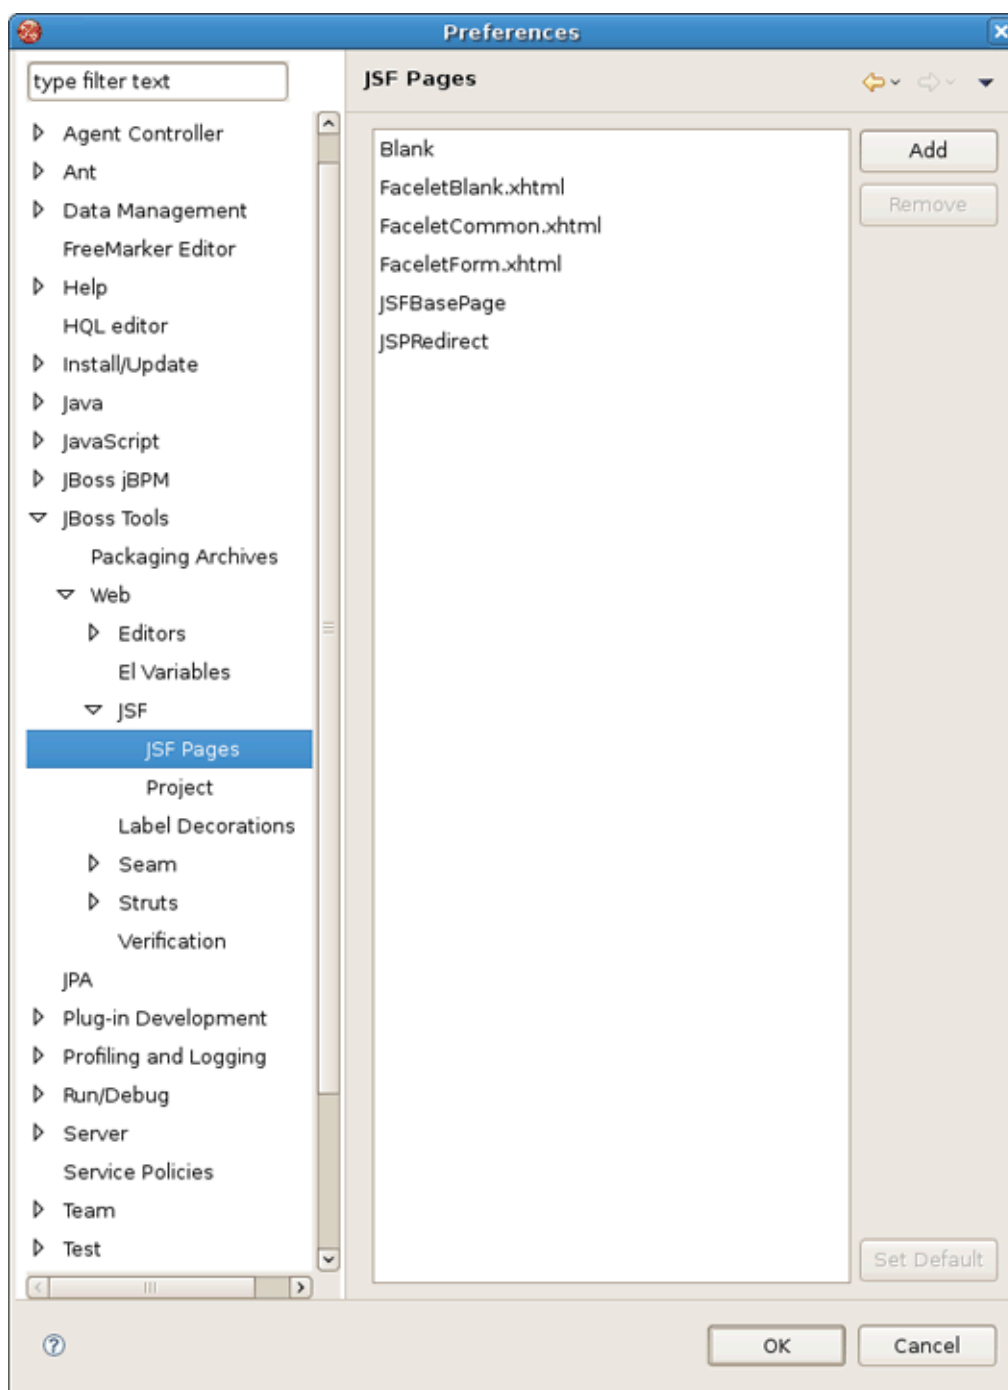 Preferences
type filter text
Agent Controller
Ant
Data Management
FreeMarker Editor
Help
HQL editor
Install/Update
Java
JavaScript
JBoss jBPM
JBoss Tools
Packaging Archives
Web
Editors
El Variables
JSF
JSF Pages
Project
Label Decorations
Seam
Struts
Verification
JPA
Plug-in Development
Profiling and Logging
Run/Debug
Server
Service Policies
Team
Test
JSF Pages
Blank
FaceletBlank.xhtml
FaceletCommon.xhtml
FaceletForm.xhtml
JSFBasePage
JSPRedirect
Add
Remove
Set Default
OK
Cancel